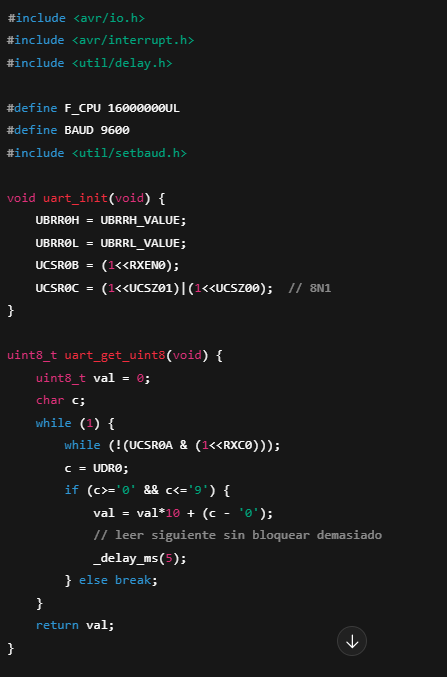 #include <avr/io.h>
#include <avr/interrupt.h>
#include <util/delay.h>

#define F_CPU 16000000UL
#define BAUD 9600
#include <util/setbaud.h>

void uart_init(void) {
    UBRR0H = UBRRH_VALUE;
    UBRR0L = UBRRL_VALUE;
    UCSR0B = (1<<RXEN0);
    UCSR0C = (1<<UCSZ01)|(1<<UCSZ00);  // 8N1
}

uint8_t uart_get_uint8(void) {
    uint8_t val = 0;
    char c;
    while (1) {
        while (!(UCSR0A & (1<<RXC0)));
        c = UDR0;
        if (c>='0' && c<='9') {
            val = val*10 + (c - '0');
            // leer siguiente sin bloquear demasiado
            _delay_ms(5);
        } else break;
    }
    return val;
}